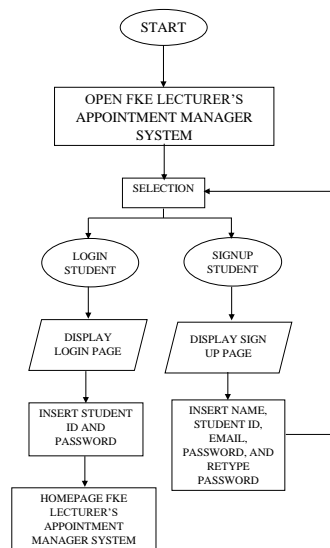 START
OPEN FKE LECTURER'S
APPOINTMENT MANAGER
SYSTEM
SELECTION
LOGIN
STUDENT
SIGNUP
STUDENT
DISPLAY
LOGIN PAGE
DISPLAY SIGN
UP PAGE
INSERT STUDENT
ID AND
PASSWORD
INSERT NAME,
STUDENT ID,
EMAIL,
PASSWORD, AND
RETYPE
PASSWORD
HOMEPAGE FKE
LECTURER'S
APPOINTMENT
MANAGER SYSTEM